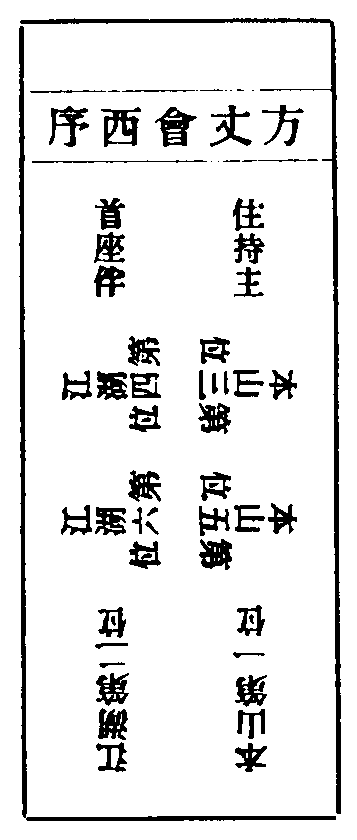 方丈會西序
住持主
首座伴
本山第三位
江湖第四位
本山第五位
江湖第六位
本山第一位
江湖第二位